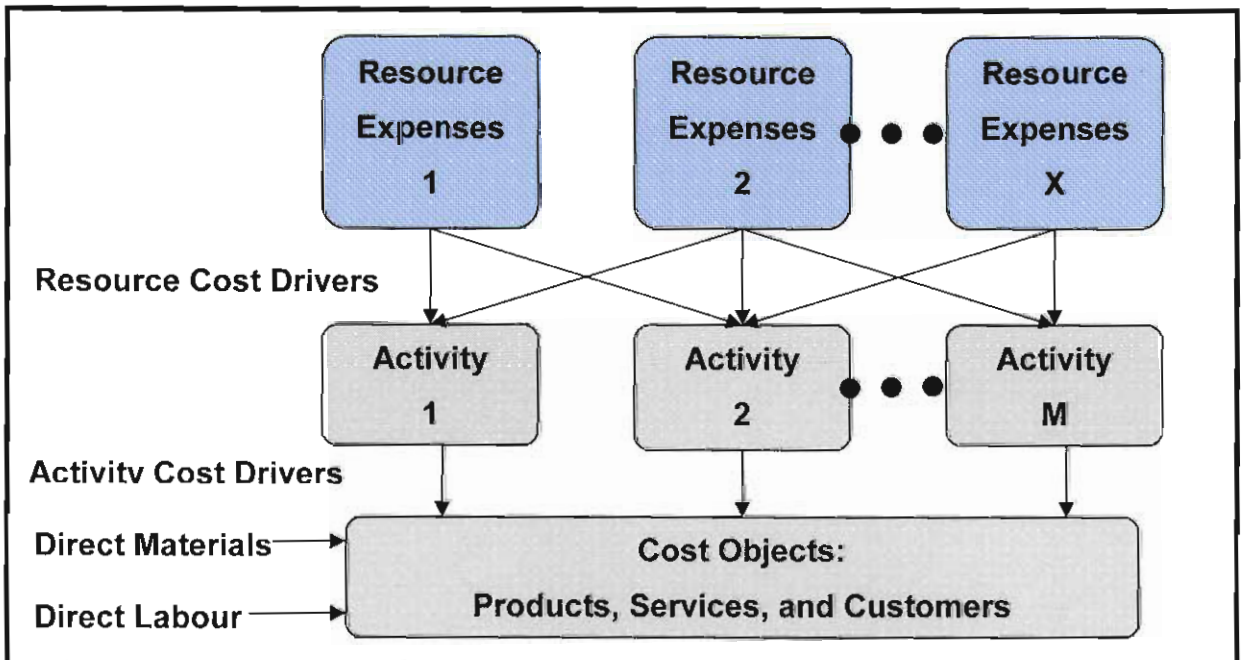 Resource
Expenses
1
Resource
Expenses
2
Resource
Expenses
X
Resource Cost Drivers
Activity
1
Activity
2
Activity
M
Activity Cost Drivers
Direct Materials
Direct Labour
Cost Objects:
Products, Services, and Customers